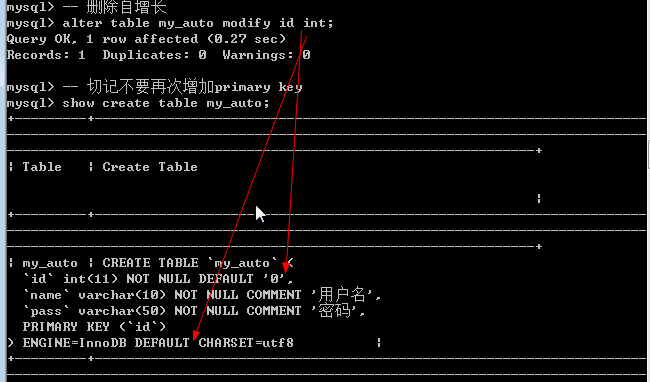 mysql> -- 删除自增长
mysql> alter table my_auto modify id int;
Query OK, 1 row affected (0.27 sec)
Records: 1  Duplicates: 0  Warnings: 0
mysql> -- 切记不要再次增加primary key
mysql> show create table my_auto;
| Table   | Create Table
|
| my_auto | CREATE TABLE `my_auto` (
  `id` int(11) NOT NULL DEFAULT '0',
  `name` varchar(10) NOT NULL COMMENT '用户名',
  `pass` varchar(50) NOT NULL COMMENT '密码',
  PRIMARY KEY (`id`)
) ENGINE=InnoDB DEFAULT CHARSET=utf8          |